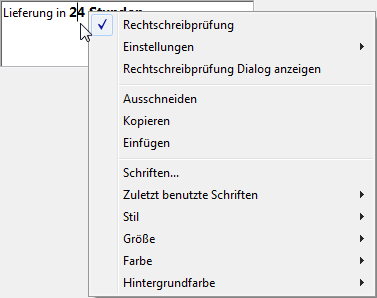 Lieferung in 24 Stunden
Rechtschreibprüfung
Einstellungen
Rechtschreibprüfung Dialog anzeigen
Ausschneiden
Kopieren
Einfügen
Schriften...
Zuletzt benutzte Schriften
Stil
Größe
Farbe
Hintergrundfarbe